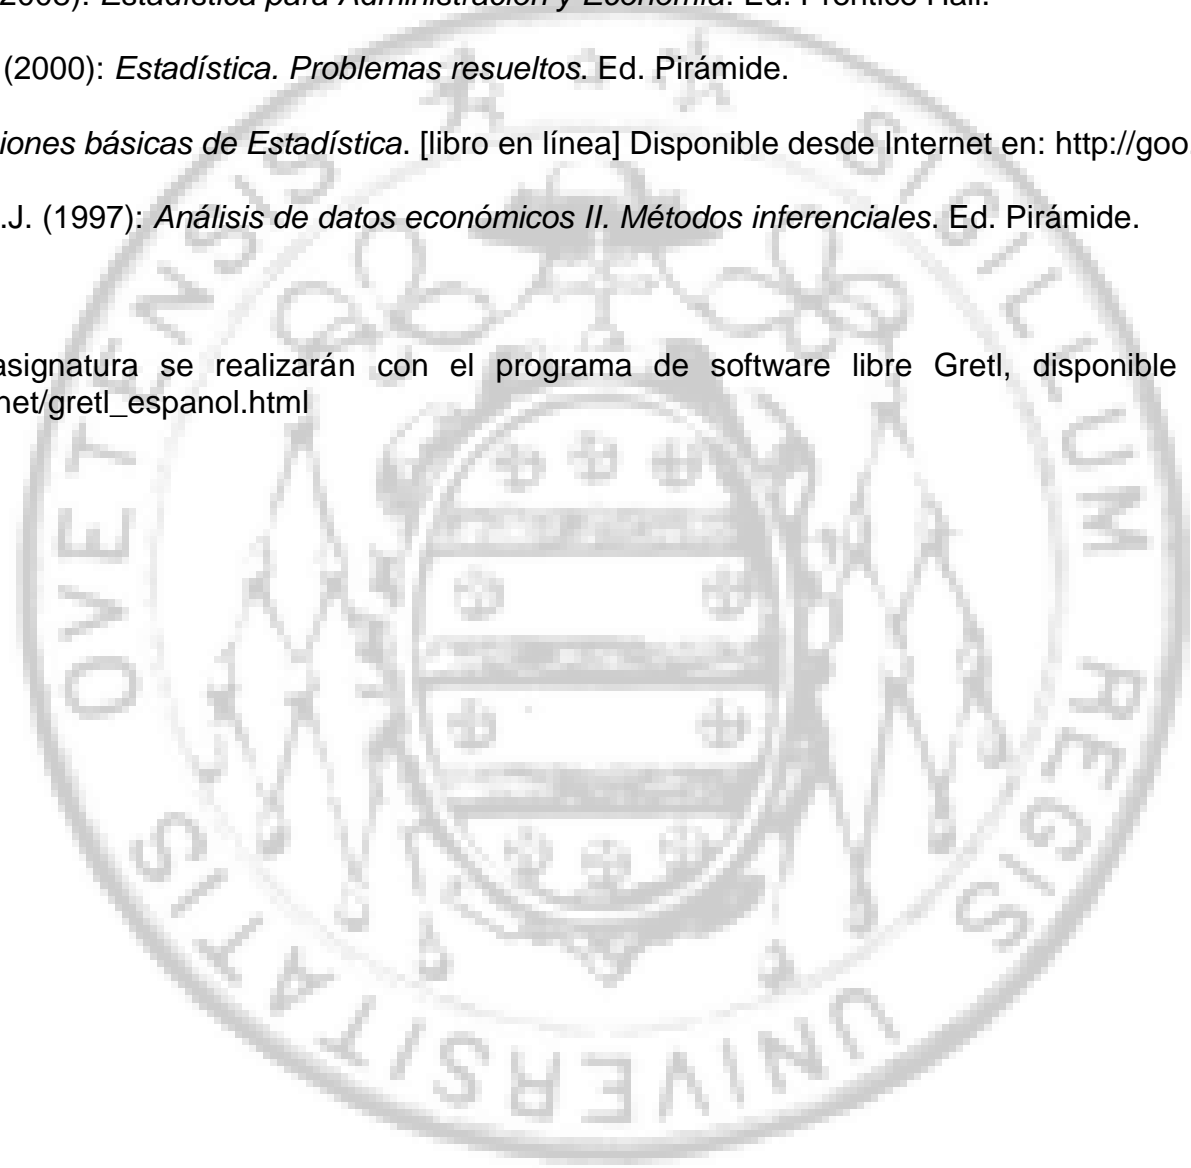 2008): Estadística para Administración y Economía. Ed. Prentice Hall.
(2000): Estadística. Problemas resueltos. Ed. Pirámide.
iones básicas de Estadística. [libro en línea] Disponible desde Internet en: http://goo
.J. (1997): Análisis de datos económicos II. Métodos inferenciales. Ed. Pirámide.
asignatura se realizarán con el programa de software libre Gretl, disponible
net/gretl_espanol.html
SIGILLUM REGIS UNIVERSITATIS OVETENSIS